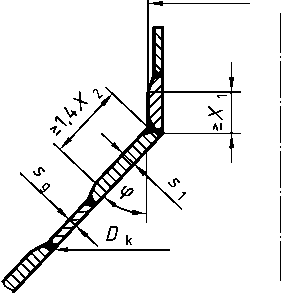 ≥1,4X₂
≥X₁
s₀
s₁
φ
Dₖ